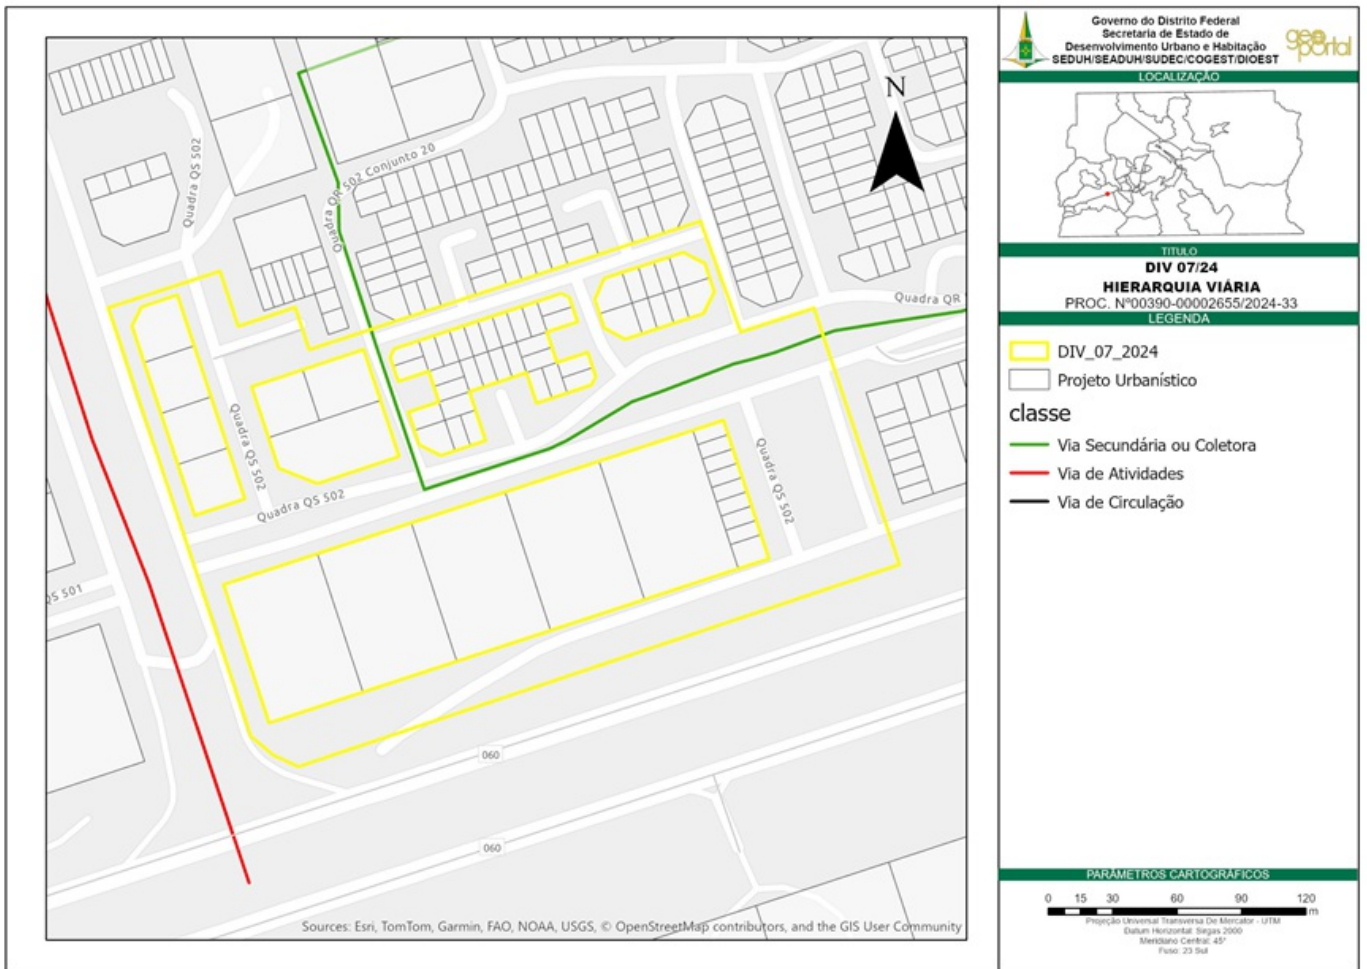 Quadra QS 502
Quadra QR 502 Conjunto 20
Quadra QR
Quadra QS 502
Quadra QS 502
Quadra QS 502
QS 501
060
060
N
Sources: Esri, TomTom, Garmin, FAO, NOAA, USGS, © OpenStreetMap contributors, and the GIS User Community
Governo do Distrito Federal
Secretaria de Estado de
Desenvolvimento Urbano e Habitação
SEDUH/SEADUH/SUDEC/COGEST/DIOEST
geo
portal
LOCALIZAÇÃO
TITULO
DIV 07/24
HIERARQUIA VIÁRIA
PROC. Nº00390-00002655/2024-33
LEGENDA
DIV_07_2024
Projeto Urbanístico
classe
Via Secundária ou Coletora
Via de Atividades
Via de Circulação
PARÂMETROS CARTOGRÁFICOS
0 15 30 60 90 120
m
Projeção Universal Transversa De Mercator - UTM
Datum Horizontal: Sirgas 2000
Meridiano Central: 45°
Fuso: 23 Sul